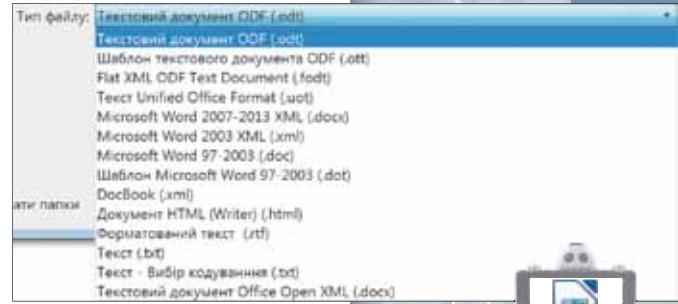 Тип файлу: Текстовий документ ODF (.odt)
Текстовий документ ODF (.odt)
Шаблон текстового документа ODF (.ott)
Flat XML ODF Text Document (.fodt)
Текст Unified Office Format (.uot)
Microsoft Word 2007-2013 XML (.docx)
Microsoft Word 2003 XML (.xml)
Microsoft Word 97-2003 (.doc)
Шаблон Microsoft Word 97-2003 (.dot)
DocBook (.xml)
ати папки
Документ HTML (Writer) (.html)
Форматований текст (.rtf)
Текст (.txt)
Текст - Вибір кодування (.txt)
Текстовий документ Office Open XML (.docx)